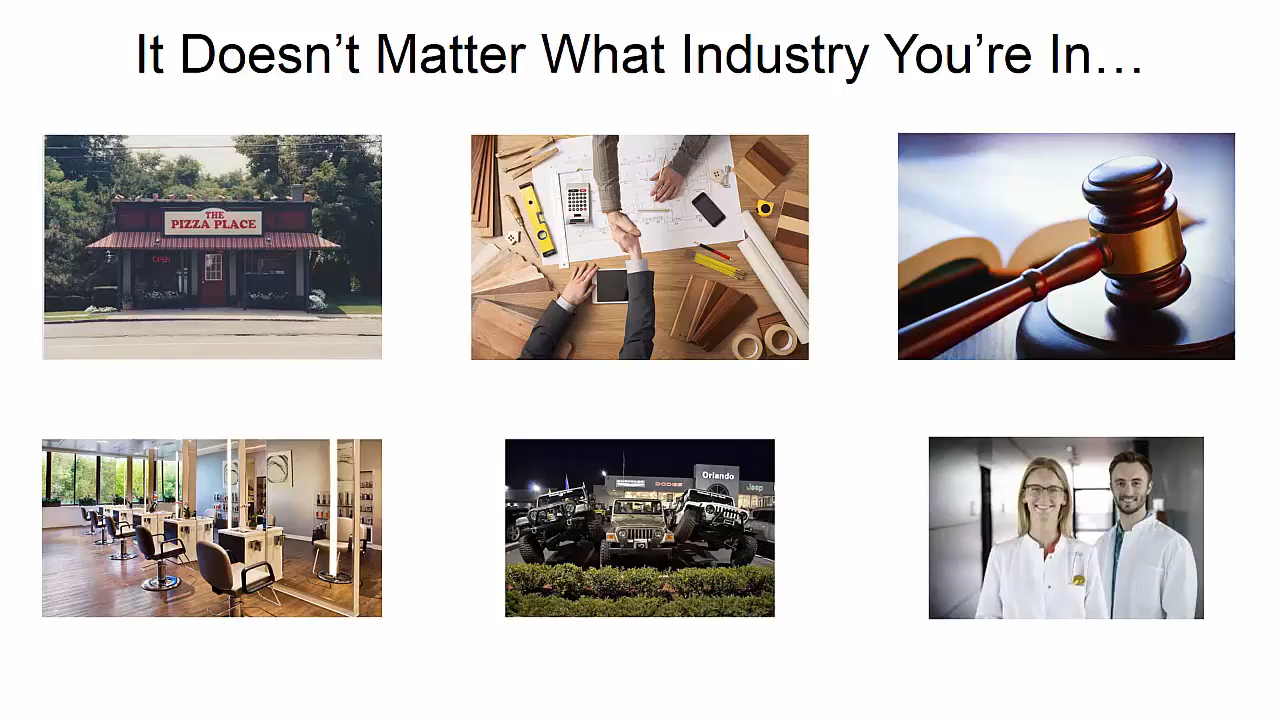 It Doesn’t Matter What Industry You’re In…
THE
PIZZA PLACE
OPEN
Orlando
DODGE
Jeep